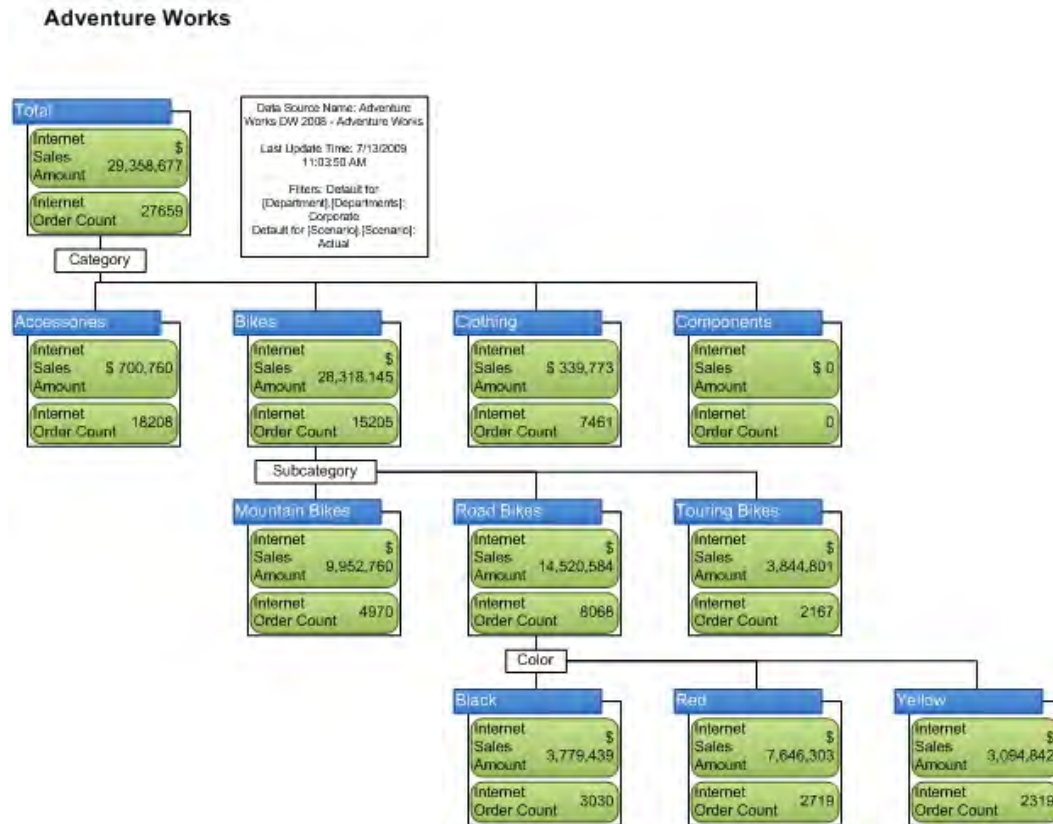 Adventure Works
Total
Internet
Sales
Amount
$
29,358,677
Internet
Order Count
27659
Data Source Name: Adventure
Works DW 2008 - Adventure Works
Last Update Time: 7/13/2009
11:03:50 AM
Filters: Default for
[Department].[Departments]:
Corporate
Default for [Scenario].[Scenario]:
Actual
Category
Accessories
Internet
Sales
Amount
$ 700,760
Internet
Order Count
18208
Bikes
Internet
Sales
Amount
$
28,318,145
Internet
Order Count
15205
Clothing
Internet
Sales
Amount
$ 339,773
Internet
Order Count
7461
Components
Internet
Sales
Amount
$ 0
Internet
Order Count
0
Subcategory
Mountain Bikes
Internet
Sales
Amount
$
9,952,760
Internet
Order Count
4970
Road Bikes
Internet
Sales
Amount
$
14,520,584
Internet
Order Count
8068
Touring Bikes
Internet
Sales
Amount
$
3,844,801
Internet
Order Count
2167
Color
Black
Internet
Sales
Amount
$
3,779,439
Internet
Order Count
3030
Red
Internet
Sales
Amount
$
7,646,303
Internet
Order Count
2719
Yellow
Internet
Sales
Amount
$
3,094,842
Internet
Order Count
2319